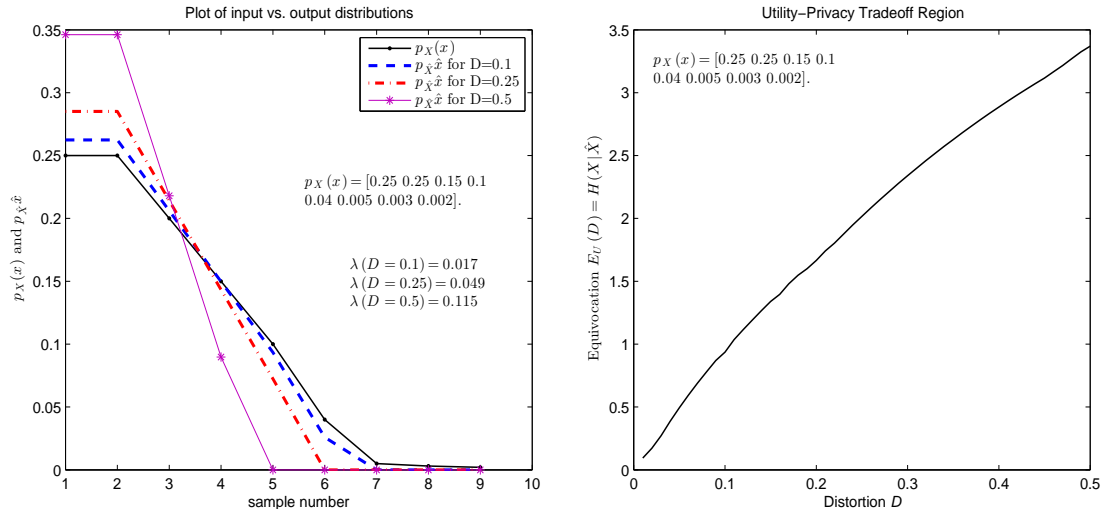 Plot of input vs. output distributions
0.35
0.3
0.25
0.2
0.15
0.1
0.05
0
p_X(x) and p_X̂ x̂
p_X(x)
p_X̂ x̂ for D=0.1
p_X̂ x̂ for D=0.25
p_X̂ x̂ for D=0.5
p_X(x) = [0.25 0.25 0.15 0.1
0.04 0.005 0.003 0.002].
λ(D = 0.1) = 0.017
λ(D = 0.25) = 0.049
λ(D = 0.5) = 0.115
1 2 3 4 5 6 7 8 9 10
sample number
Utility−Privacy Tradeoff Region
3.5
3
2.5
2
1.5
1
0.5
0
Equivocation E_U(D) = H(X|X̂)
p_X(x) = [0.25 0.25 0.15 0.1
0.04 0.005 0.003 0.002].
0 0.1 0.2 0.3 0.4 0.5
Distortion D